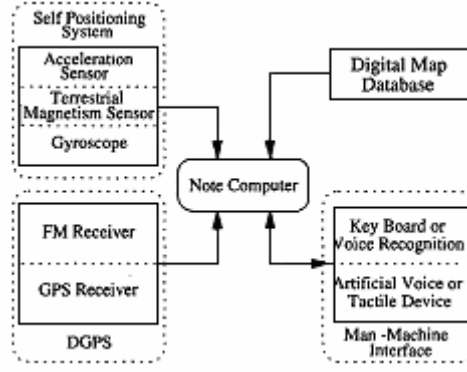 Self Positioning
System
Acceleration
Sensor
Terrestrial
Magnetism Sensor
Gyroscope
Digital Map
Database
Note Computer
FM Receiver
GPS Receiver
DGPS
Key Board or
Voice Recognition
Artificial Voice or
Tactile Device
Man -Machine
Interface